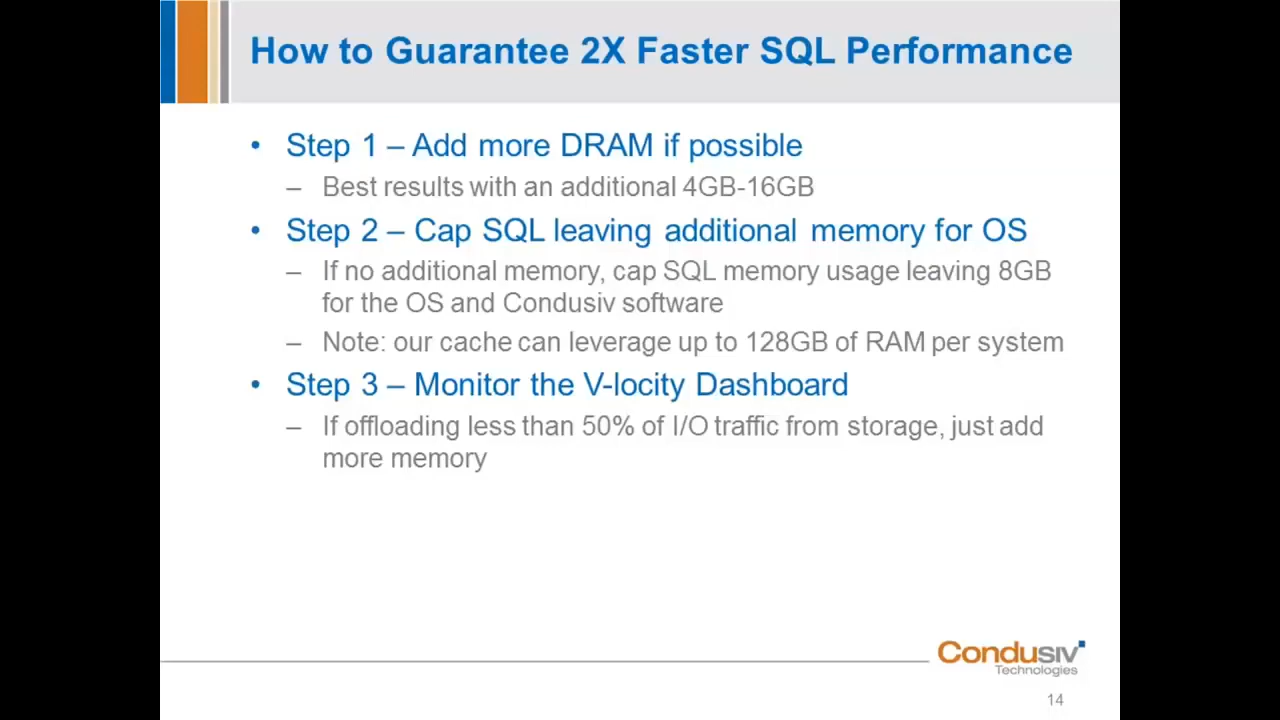 How to Guarantee 2X Faster SQL Performance
• Step 1 – Add more DRAM if possible
– Best results with an additional 4GB-16GB
• Step 2 – Cap SQL leaving additional memory for OS
– If no additional memory, cap SQL memory usage leaving 8GB
for the OS and Condusiv software
– Note: our cache can leverage up to 128GB of RAM per system
• Step 3 – Monitor the V-locity Dashboard
– If offloading less than 50% of I/O traffic from storage, just add
more memory
Condusiv
Technologies
14